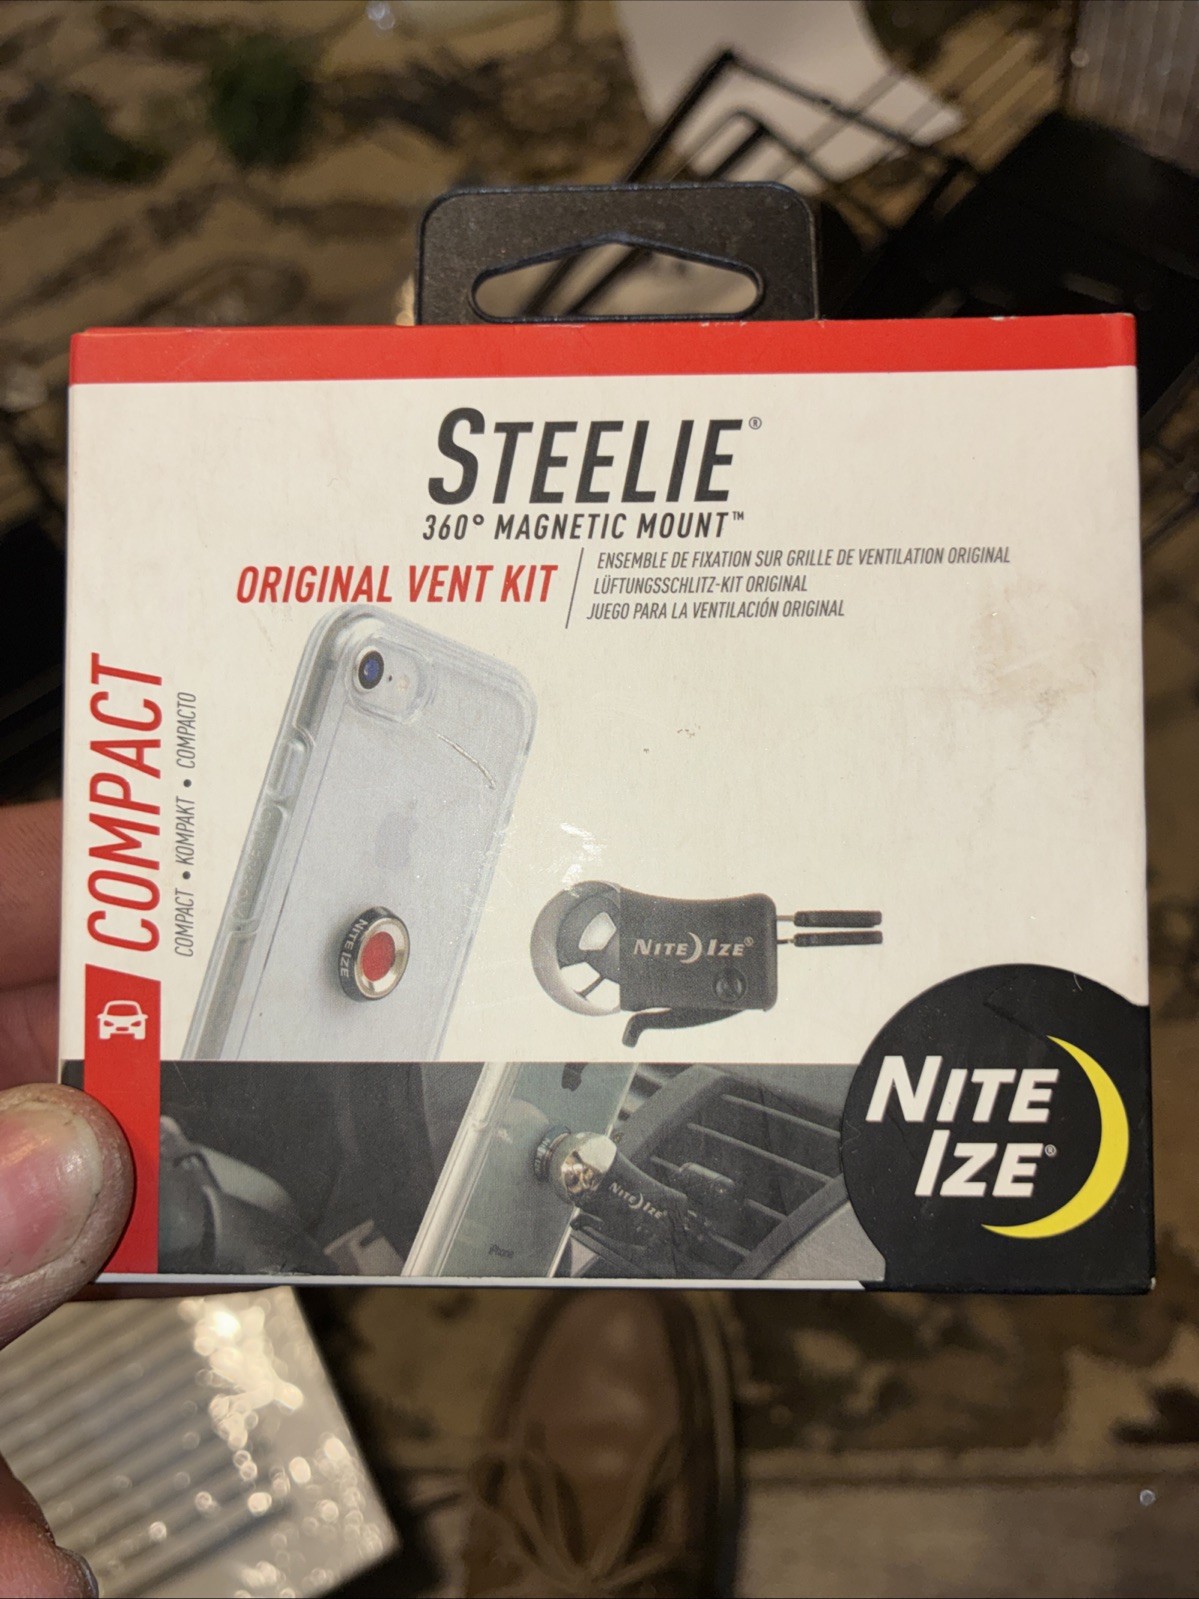 STEELIE®
360° MAGNETIC MOUNT™
ORIGINAL VENT KIT
ENSEMBLE DE FIXATION SUR GRILLE DE VENTILATION ORIGINAL
LÜFTUNGSSCHLITZ-KIT ORIGINAL
JUEGO PARA LA VENTILACIÓN ORIGINAL
COMPACT
COMPACT • KOMPAKT • COMPACTO
NITE IZE
NITE IZE®
NITE IZE
iPhone
NITE
IZE®